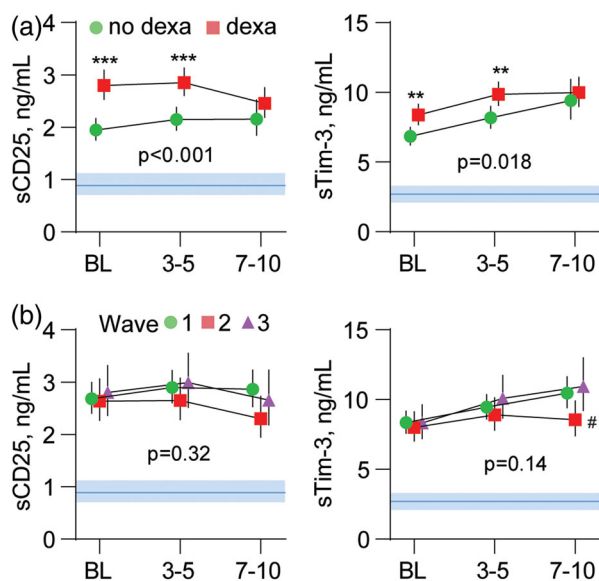 (a)
no dexa dexa
sCD25, ng/mL
4
3
2
1
0
***
***
p<0.001
BL 3-5 7-10
sTim-3, ng/mL
15
10
5
0
**
**
p=0.018
BL 3-5 7-10
(b)
Wave 1 2 3
sCD25, ng/mL
4
3
2
1
0
p=0.32
BL 3-5 7-10
sTim-3, ng/mL
15
10
5
0
#
p=0.14
BL 3-5 7-10